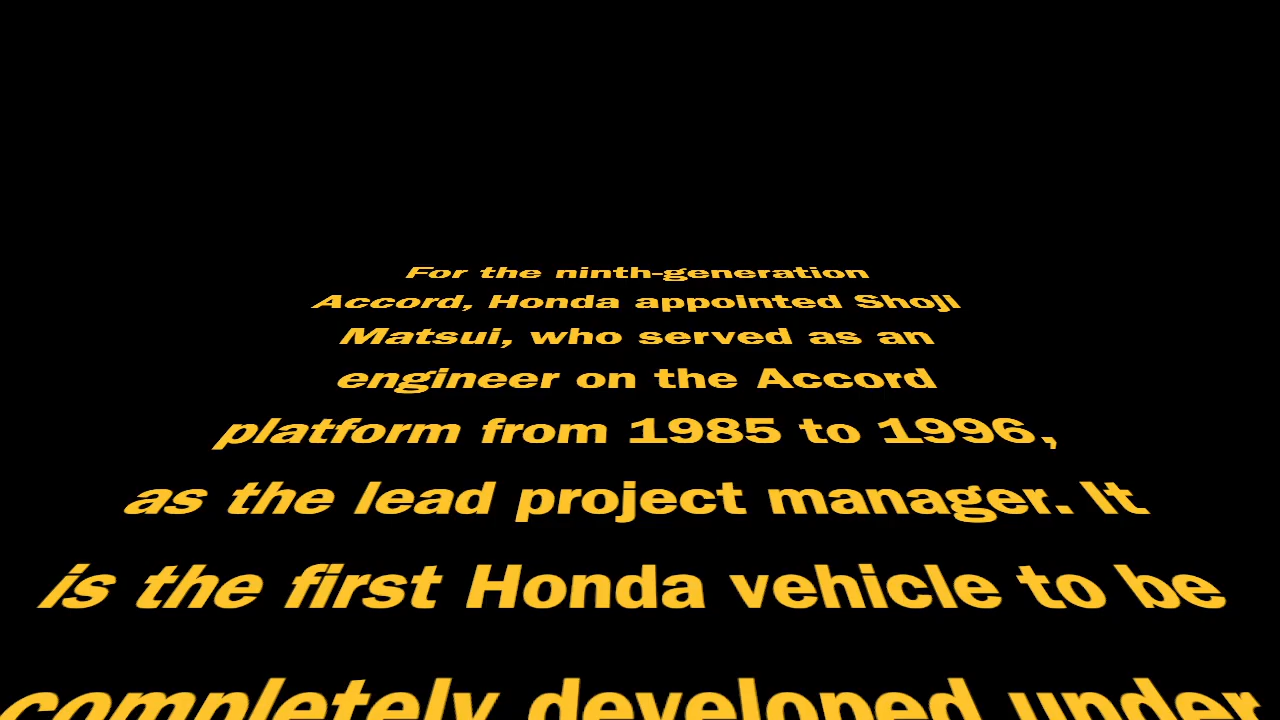 For the ninth-generation
Accord, Honda appointed Shoji
Matsui, who served as an
engineer on the Accord
platform from 1985 to 1996,
as the lead project manager. It
is the first Honda vehicle to be
completely developed under